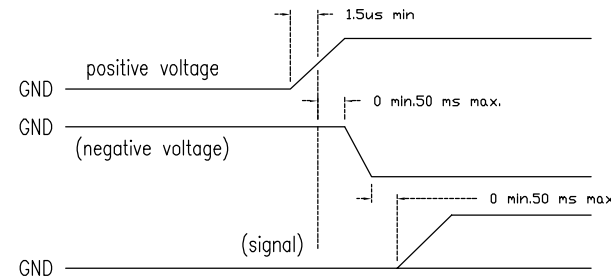 1.5us min
positive voltage
GND
0 min.50 ms max.
GND
(negative voltage)
0 min.50 ms max
(signal)
GND